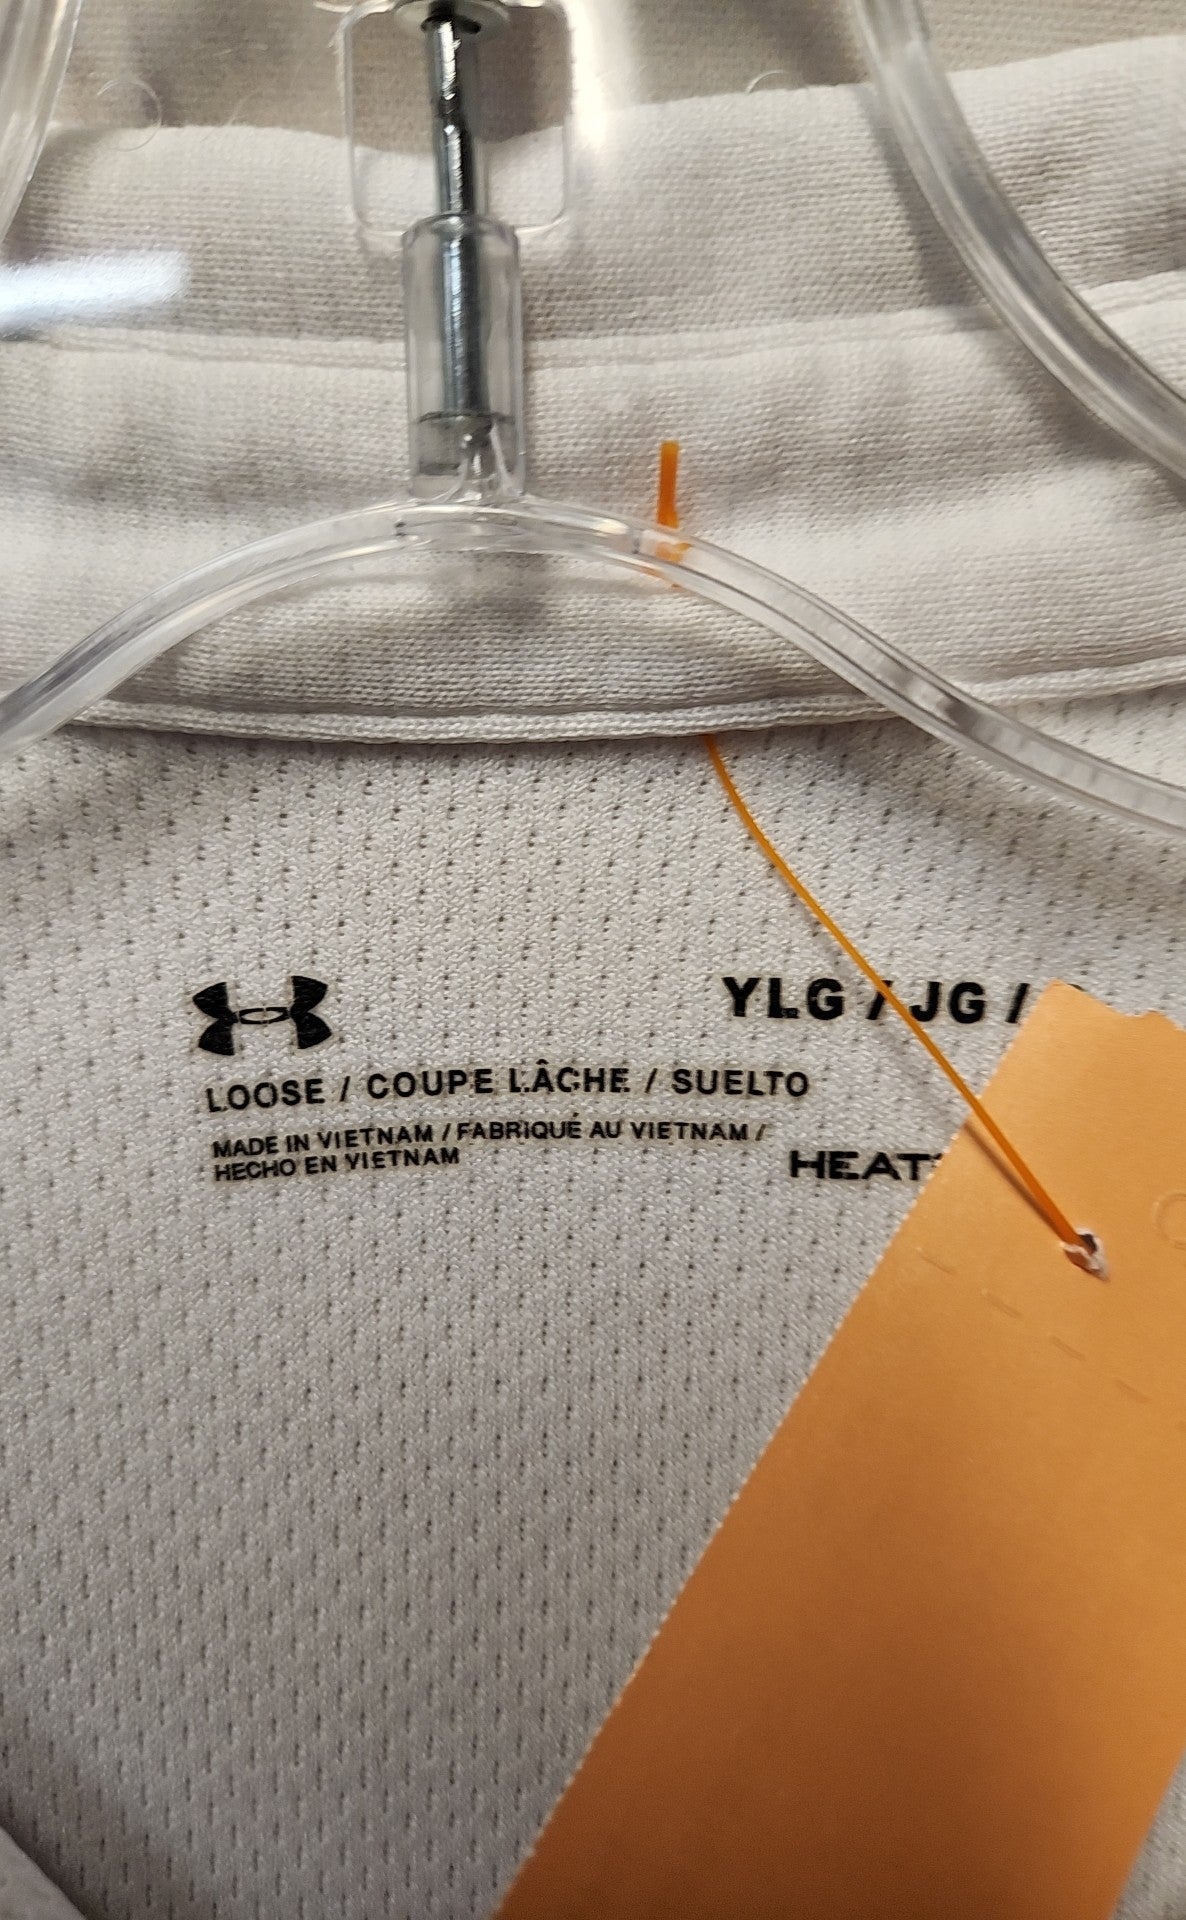 YLG / JG /
LOOSE / COUPE LÂCHE / SUELTO
MADE IN VIETNAM / FABRIQUÉ AU VIETNAM /
HECHO EN VIETNAM